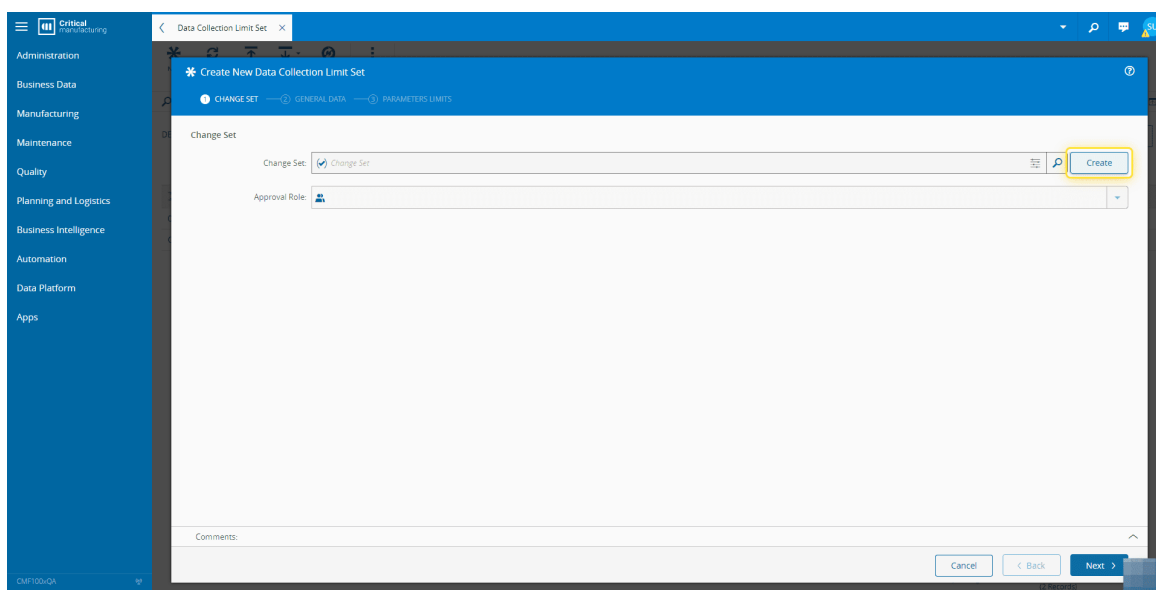 Critical manufacturing
Data Collection Limit Set
SU
Administration
Business Data
Manufacturing
Maintenance
Quality
Planning and Logistics
Business Intelligence
Automation
Data Platform
Apps
CMF100xQA
Create New Data Collection Limit Set
1 CHANGE SET
2 GENERAL DATA
3 PARAMETERS LIMITS
Change Set
Change Set: Change Set
Create
Approval Role:
Comments:
Cancel
Back
Next